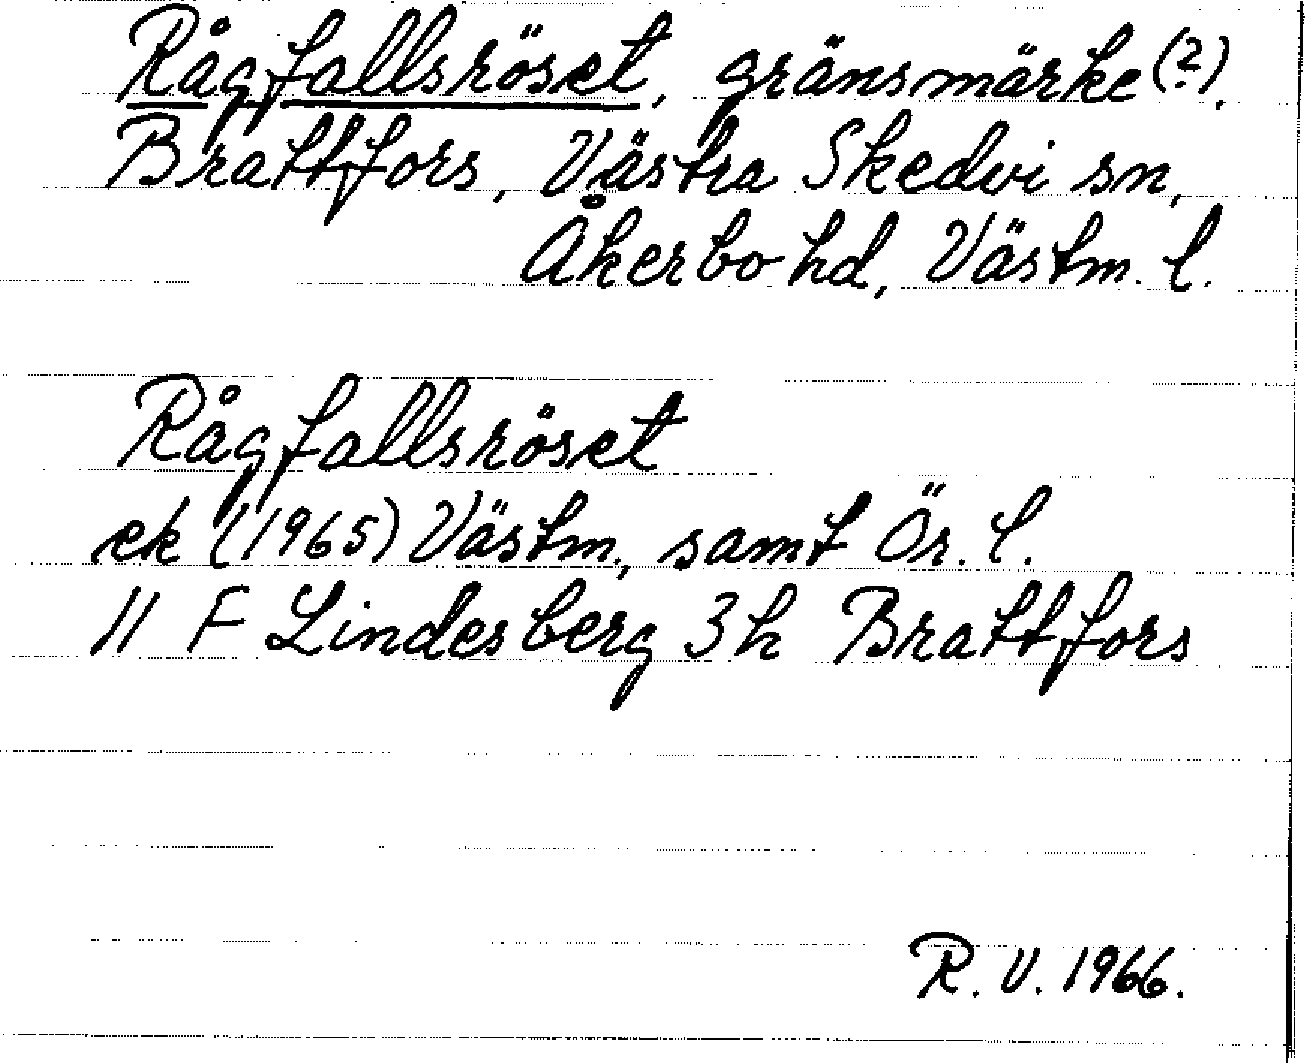 Rågfallsröset, gränsmärke(?).
Brattfors, Västra Skedvi sn,
Åkerbo hd, Västm. l.
Rågfallsröset
ek (1965) Västm., samt Ör. l.
11 F Lindesberg 3h Brattfors
R. V. 1966.